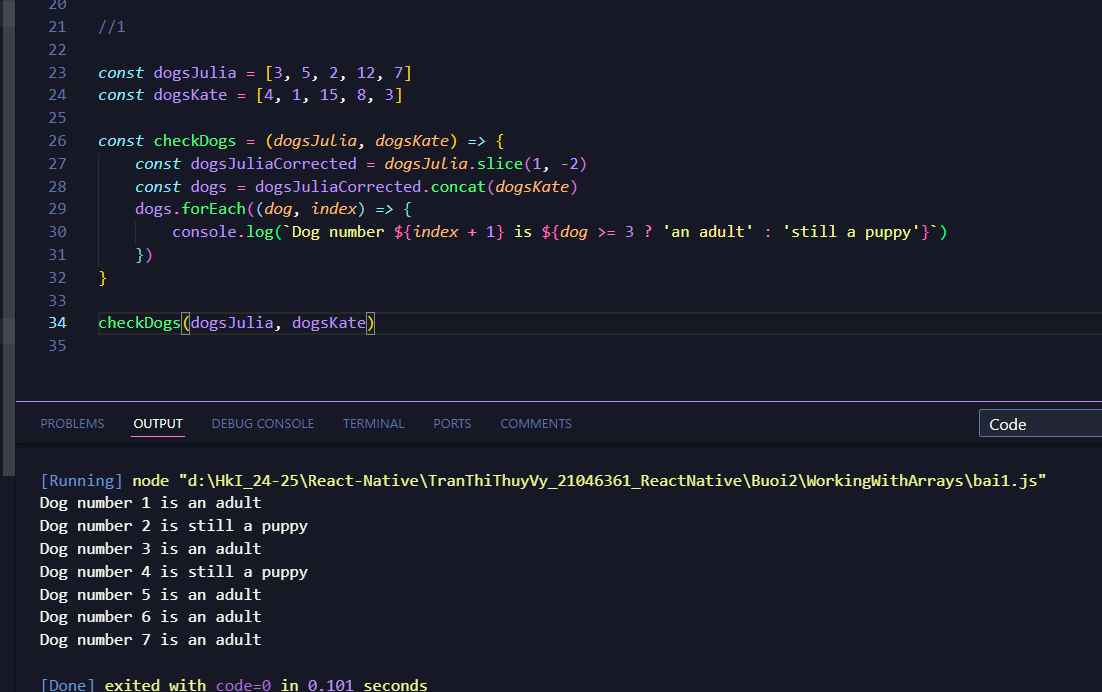 20
21 //1
22
23 const dogsJulia = [3, 5, 2, 12, 7]
24 const dogsKate = [4, 1, 15, 8, 3]
25
26 const checkDogs = (dogsJulia, dogsKate) => {
27     const dogsJuliaCorrected = dogsJulia.slice(1, -2)
28     const dogs = dogsJuliaCorrected.concat(dogsKate)
29     dogs.forEach((dog, index) => {
30         console.log(`Dog number ${index + 1} is ${dog >= 3 ? 'an adult' : 'still a puppy'}`)
31     })
32 }
33
34 checkDogs(dogsJulia, dogsKate)
35
PROBLEMS OUTPUT DEBUG CONSOLE TERMINAL PORTS COMMENTS Code
[Running] node "d:\HkI_24-25\React-Native\TranThiThuyVy_21046361_ReactNative\Buoi2\WorkingWithArrays\bai1.js"
Dog number 1 is an adult
Dog number 2 is still a puppy
Dog number 3 is an adult
Dog number 4 is still a puppy
Dog number 5 is an adult
Dog number 6 is an adult
Dog number 7 is an adult
[Done] exited with code=0 in 0.101 seconds